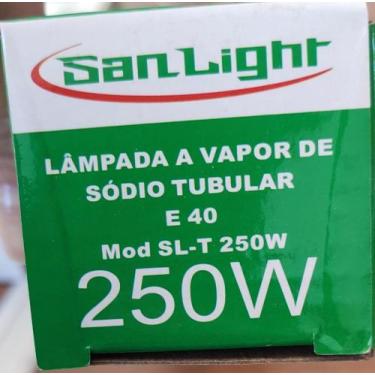 SanLight
LÂMPADA A VAPOR DE
SÓDIO TUBULAR
E 40
Mod SL-T 250W
250W